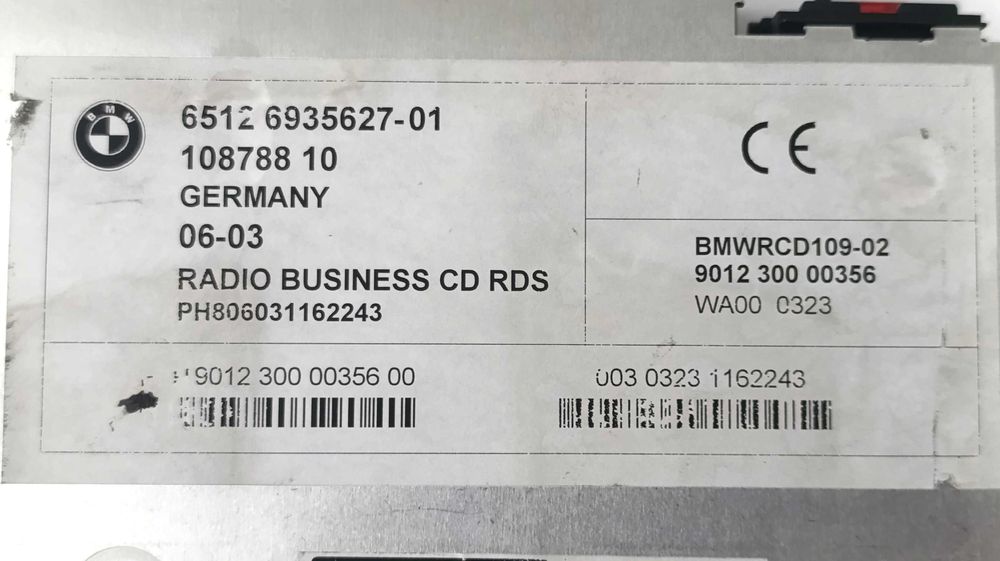 BMW
6512 6935627-01
108788 10
GERMANY
06-03
RADIO BUSINESS CD RDS
PH806031162243
CE
BMWRCD109-02
9012 300 00356
WA00 0323
9012 300 00356 00
003 0323 1162243